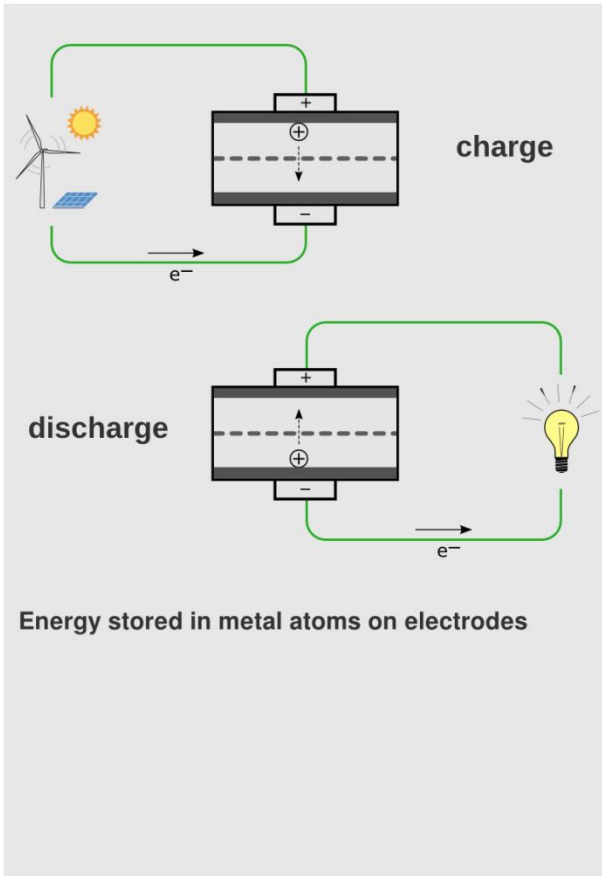 +
+
charge
−
e−
+
discharge
+
−
e−
Energy stored in metal atoms on electrodes